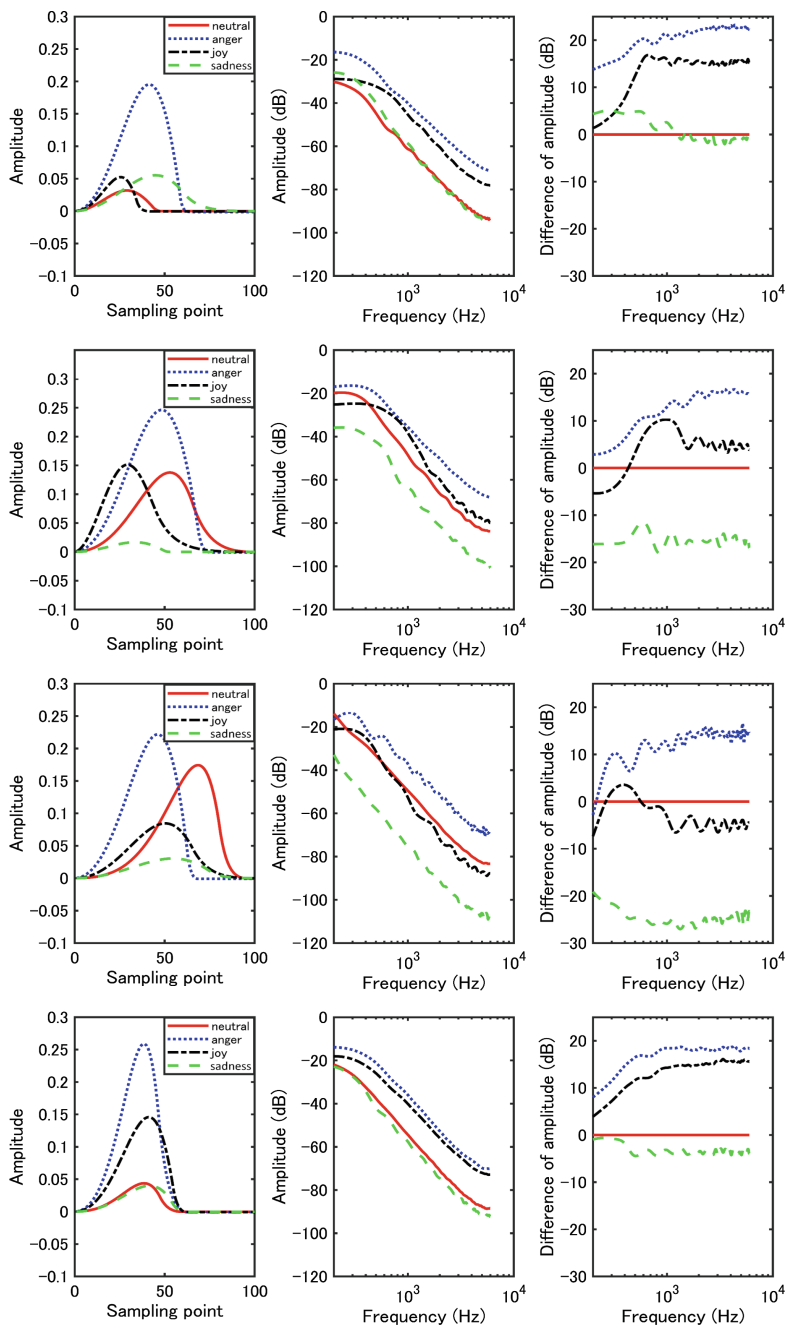 0.3
0.25
0.2
0.15
0.1
0.05
0
−0.05
−0.1
Amplitude
neutral
anger
joy
sadness
0 50 100
Sampling point
0
−20
−40
−60
−80
−100
−120
Amplitude (dB)
10³ 10⁴
Frequency (Hz)
20
10
0
−10
−20
−30
Difference of amplitude (dB)
10³ 10⁴
Frequency (Hz)
0.3
0.25
0.2
0.15
0.1
0.05
0
−0.05
−0.1
Amplitude
neutral
anger
joy
sadness
0 50 100
Sampling point
0
−20
−40
−60
−80
−100
−120
Amplitude (dB)
10³ 10⁴
Frequency (Hz)
20
10
0
−10
−20
−30
Difference of amplitude (dB)
10³ 10⁴
Frequency (Hz)
0.3
0.25
0.2
0.15
0.1
0.05
0
−0.05
−0.1
Amplitude
neutral
anger
joy
sadness
0 50 100
Sampling point
0
−20
−40
−60
−80
−100
−120
Amplitude (dB)
10³ 10⁴
Frequency (Hz)
20
10
0
−10
−20
−30
Difference of amplitude (dB)
10³ 10⁴
Frequency (Hz)
0.3
0.25
0.2
0.15
0.1
0.05
0
−0.05
−0.1
Amplitude
neutral
anger
joy
sadness
0 50 100
Sampling point
0
−20
−40
−60
−80
−100
−120
Amplitude (dB)
10³ 10⁴
Frequency (Hz)
20
10
0
−10
−20
−30
Difference of amplitude (dB)
10³ 10⁴
Frequency (Hz)